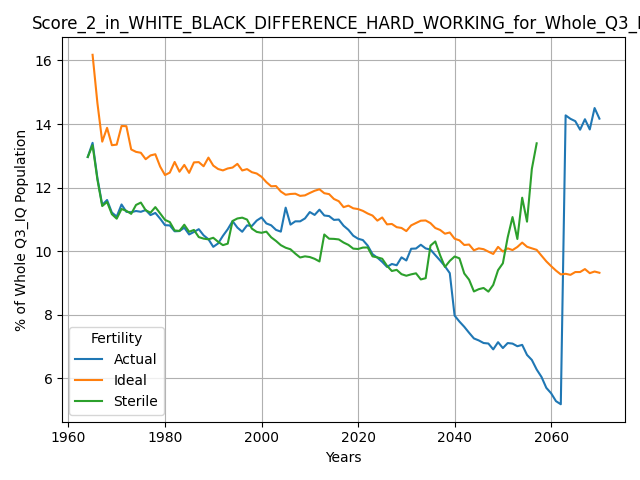 Score_2_in_WHITE_BLACK_DIFFERENCE_HARD_WORKING_for_Whole_Q3_I
16
14
12
10
8
6
% of Whole Q3_IQ Population
Fertility
Actual
Ideal
Sterile
1960 1980 2000 2020 2040 2060
Years